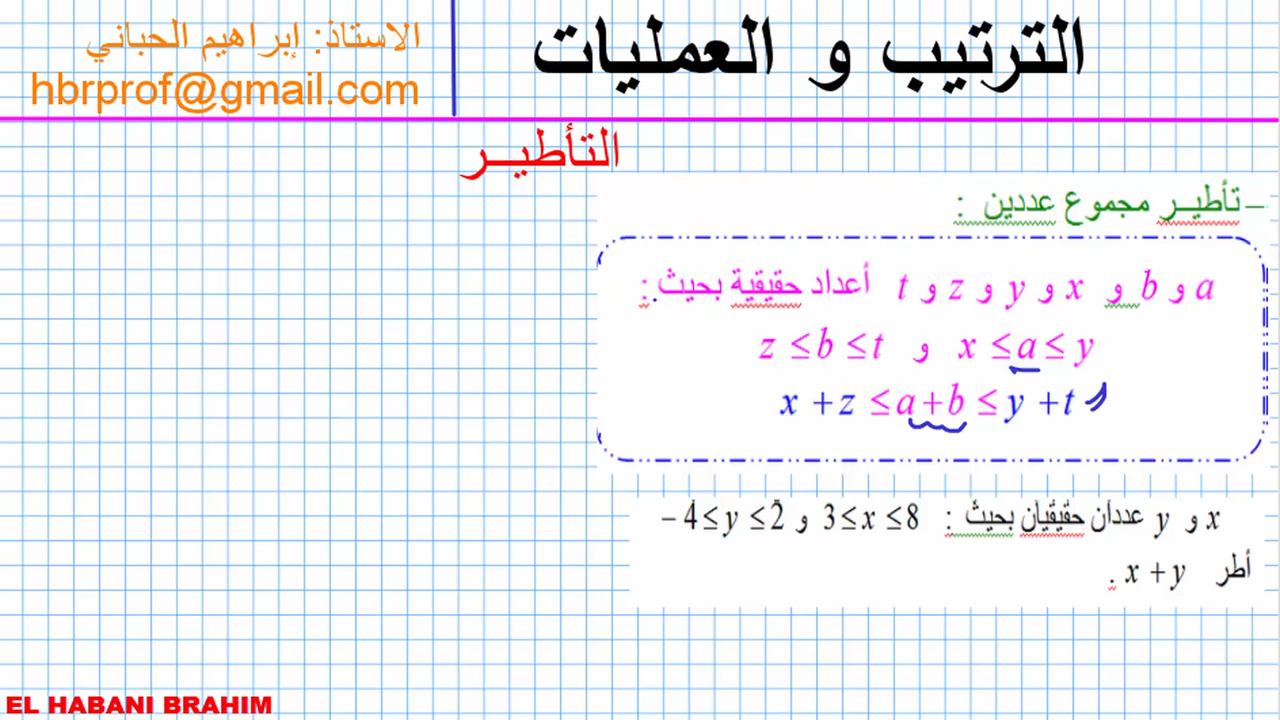 الترتيب و العمليات
الاستاذ: إبراهيم الحباني
hbrprof@gmail.com
التأطيـر
– تأطيـر مجموع عددين :
a و b و x و y و z و t أعداد حقيقية بحيث :
x ≤ a ≤ y و z ≤ b ≤ t
x + z ≤ a + b ≤ y + t
x و y عددان حقيقيان بحيث : 3 ≤ x ≤ 8 و − 4 ≤ y ≤ 2
أطر x + y .
EL HABANI BRAHIM